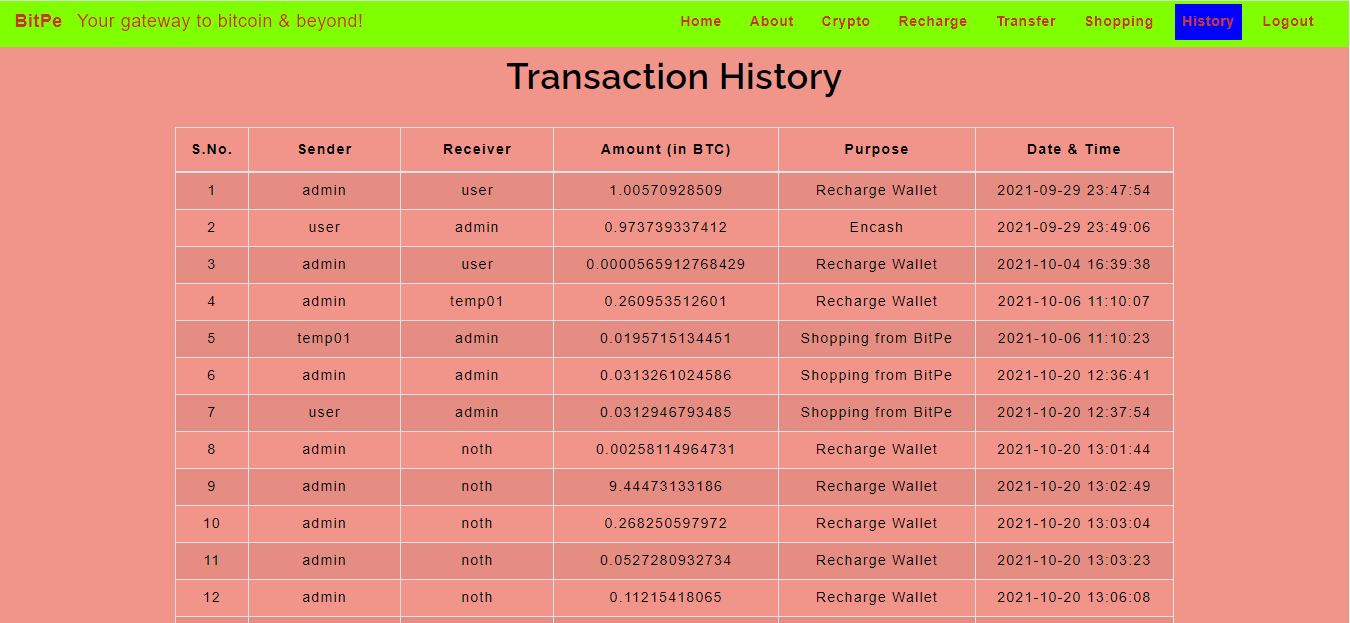 BitPe Your gateway to bitcoin & beyond! Home About Crypto Recharge Transfer Shopping History Logout
Transaction History
S.No. Sender Receiver Amount (in BTC) Purpose Date & Time
1 admin user 1.00570928509 Recharge Wallet 2021-09-29 23:47:54
2 user admin 0.973739337412 Encash 2021-09-29 23:49:06
3 admin user 0.0000565912768429 Recharge Wallet 2021-10-04 16:39:38
4 admin temp01 0.260953512601 Recharge Wallet 2021-10-06 11:10:07
5 temp01 admin 0.0195715134451 Shopping from BitPe 2021-10-06 11:10:23
6 admin admin 0.0313261024586 Shopping from BitPe 2021-10-20 12:36:41
7 user admin 0.0312946793485 Shopping from BitPe 2021-10-20 12:37:54
8 admin noth 0.00258114964731 Recharge Wallet 2021-10-20 13:01:44
9 admin noth 9.44473133186 Recharge Wallet 2021-10-20 13:02:49
10 admin noth 0.268250597972 Recharge Wallet 2021-10-20 13:03:04
11 admin noth 0.0527280932734 Recharge Wallet 2021-10-20 13:03:23
12 admin noth 0.11215418065 Recharge Wallet 2021-10-20 13:06:08